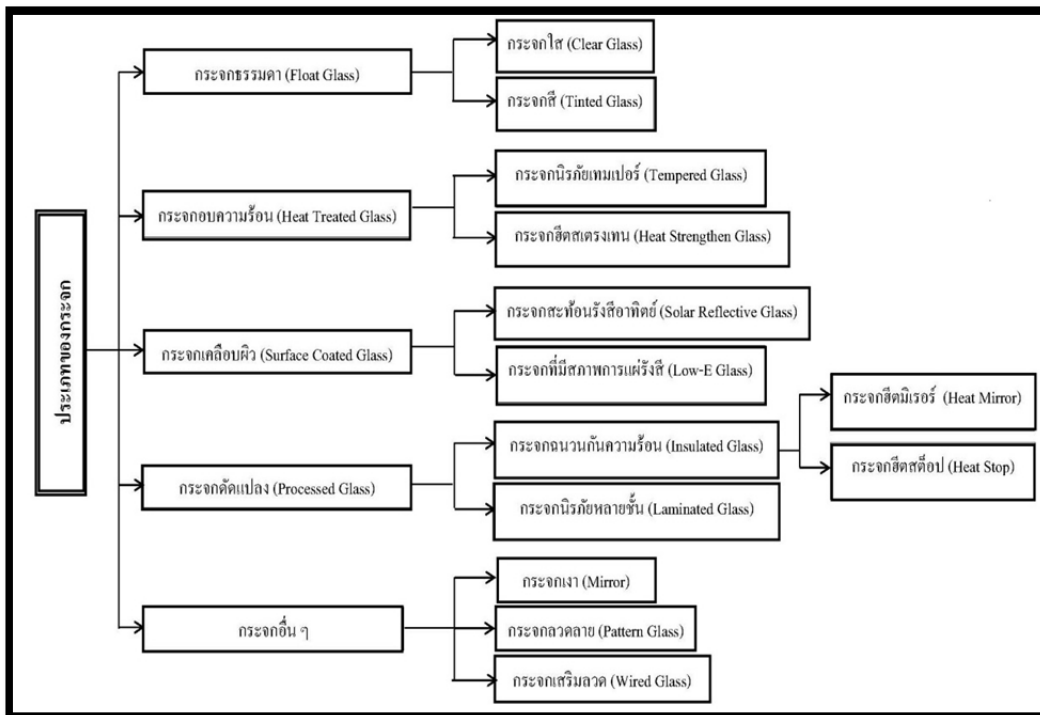 ประเภทของกระจก
กระจกธรรมดา (Float Glass)
กระจกใส (Clear Glass)
กระจกสี (Tinted Glass)
กระจกอบความร้อน (Heat Treated Glass)
กระจกนิรภัยเทมเปอร์ (Tempered Glass)
กระจกฮีตสเตรงเทน (Heat Strengthen Glass)
กระจกเคลือบผิว (Surface Coated Glass)
กระจกสะท้อนรังสีอาทิตย์ (Solar Reflective Glass)
กระจกที่มีสภาพการแผ่รังสี (Low-E Glass)
กระจกดัดแปลง (Processed Glass)
กระจกฉนวนกันความร้อน (Insulated Glass)
กระจกฮีตมิเรอร์ (Heat Mirror)
กระจกฮีตสต็อป (Heat Stop)
กระจกนิรภัยหลายชั้น (Laminated Glass)
กระจกอื่น ๆ
กระจกเงา (Mirror)
กระจกลวดลาย (Pattern Glass)
กระจกเสริมลวด (Wired Glass)